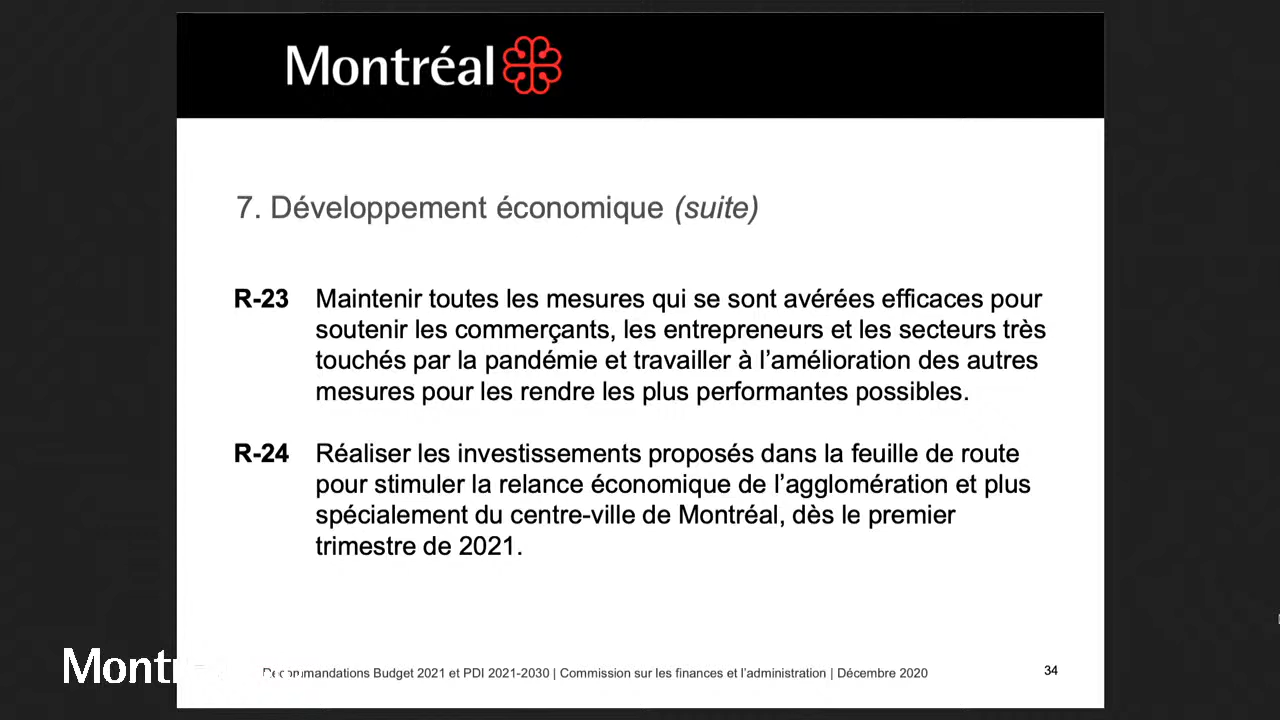 Montréal
7. Développement économique (suite)
R-23 Maintenir toutes les mesures qui se sont avérées efficaces pour
soutenir les commerçants, les entrepreneurs et les secteurs très
touchés par la pandémie et travailler à l’amélioration des autres
mesures pour les rendre les plus performantes possibles.
R-24 Réaliser les investissements proposés dans la feuille de route
pour stimuler la relance économique de l’agglomération et plus
spécialement du centre-ville de Montréal, dès le premier
trimestre de 2021.
Recommandations Budget 2021 et PDI 2021-2030 | Commission sur les finances et l’administration | Décembre 2020
34